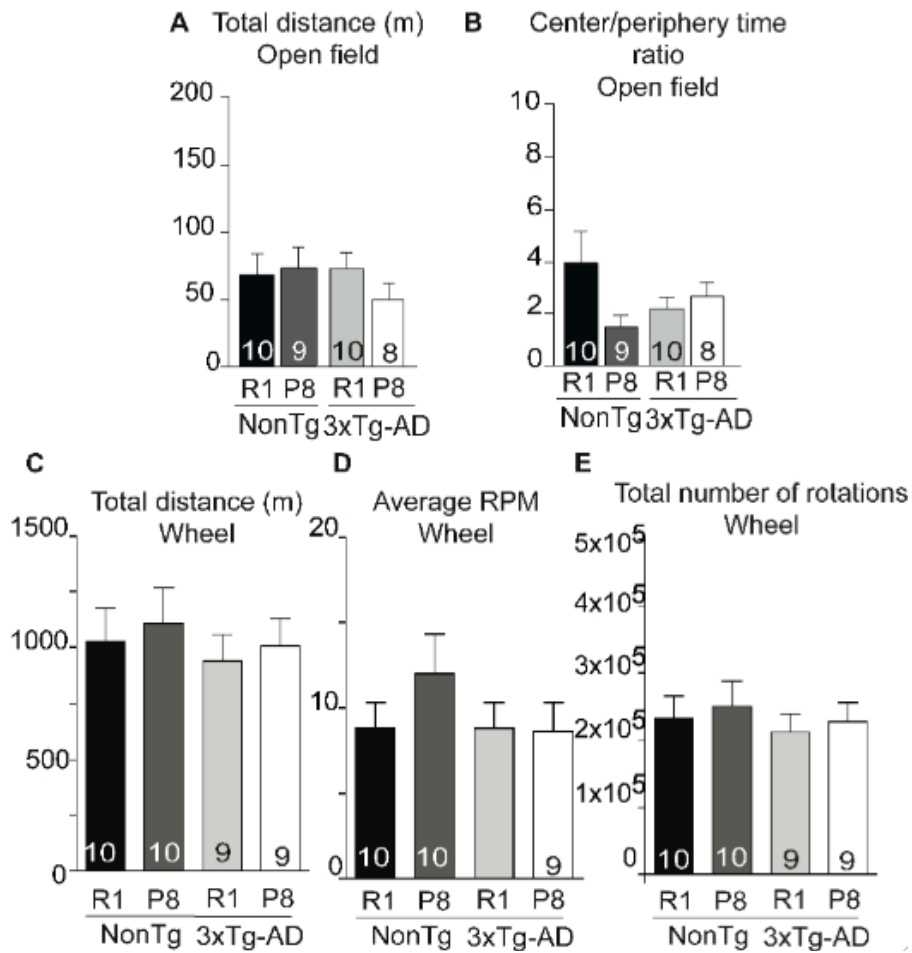 A Total distance (m)
Open field
200
150
100
50
0
10 9 10 8
R1 P8 R1 P8
NonTg 3xTg-AD
B Center/periphery time
ratio
Open field
10
8
6
4
2
0
10 9 10 8
R1 P8 R1 P8
NonTg 3xTg-AD
C
Total distance (m)
Wheel
1500
1000
500
0
10 10 9 9
R1 P8 R1 P8
NonTg 3xTg-AD
D
Average RPM
Wheel
20
10
0
10 10 9
R1 P8 R1 P8
NonTg 3xTg-AD
E
Total number of rotations
Wheel
5x10⁵
4x10⁵
3x10⁵
2x10⁵
1x10⁵
0
10 10 9 9
R1 P8 R1 P8
NonTg 3xTg-AD